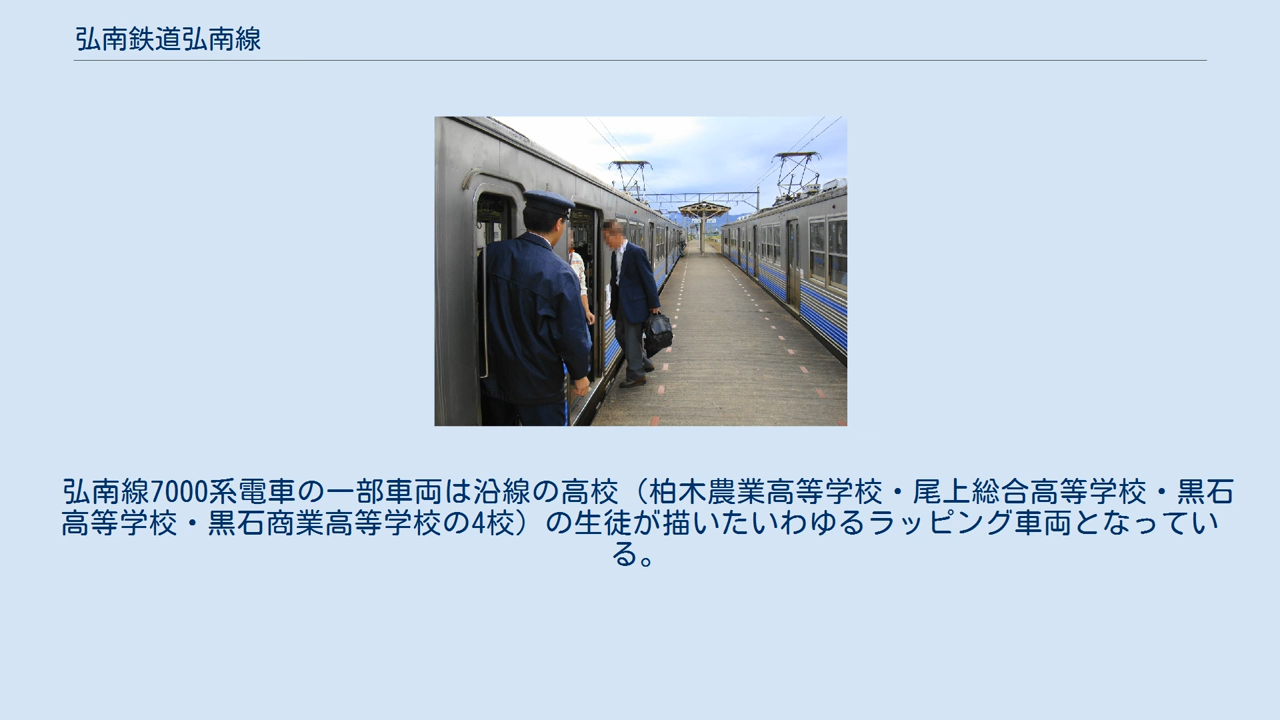 弘南鉄道弘南線
弘南線7000系電車の一部車両は沿線の高校（柏木農業高等学校・尾上総合高等学校・黒石
高等学校・黒石商業高等学校の4校）の生徒が描いたいわゆるラッピング車両となってい
る。